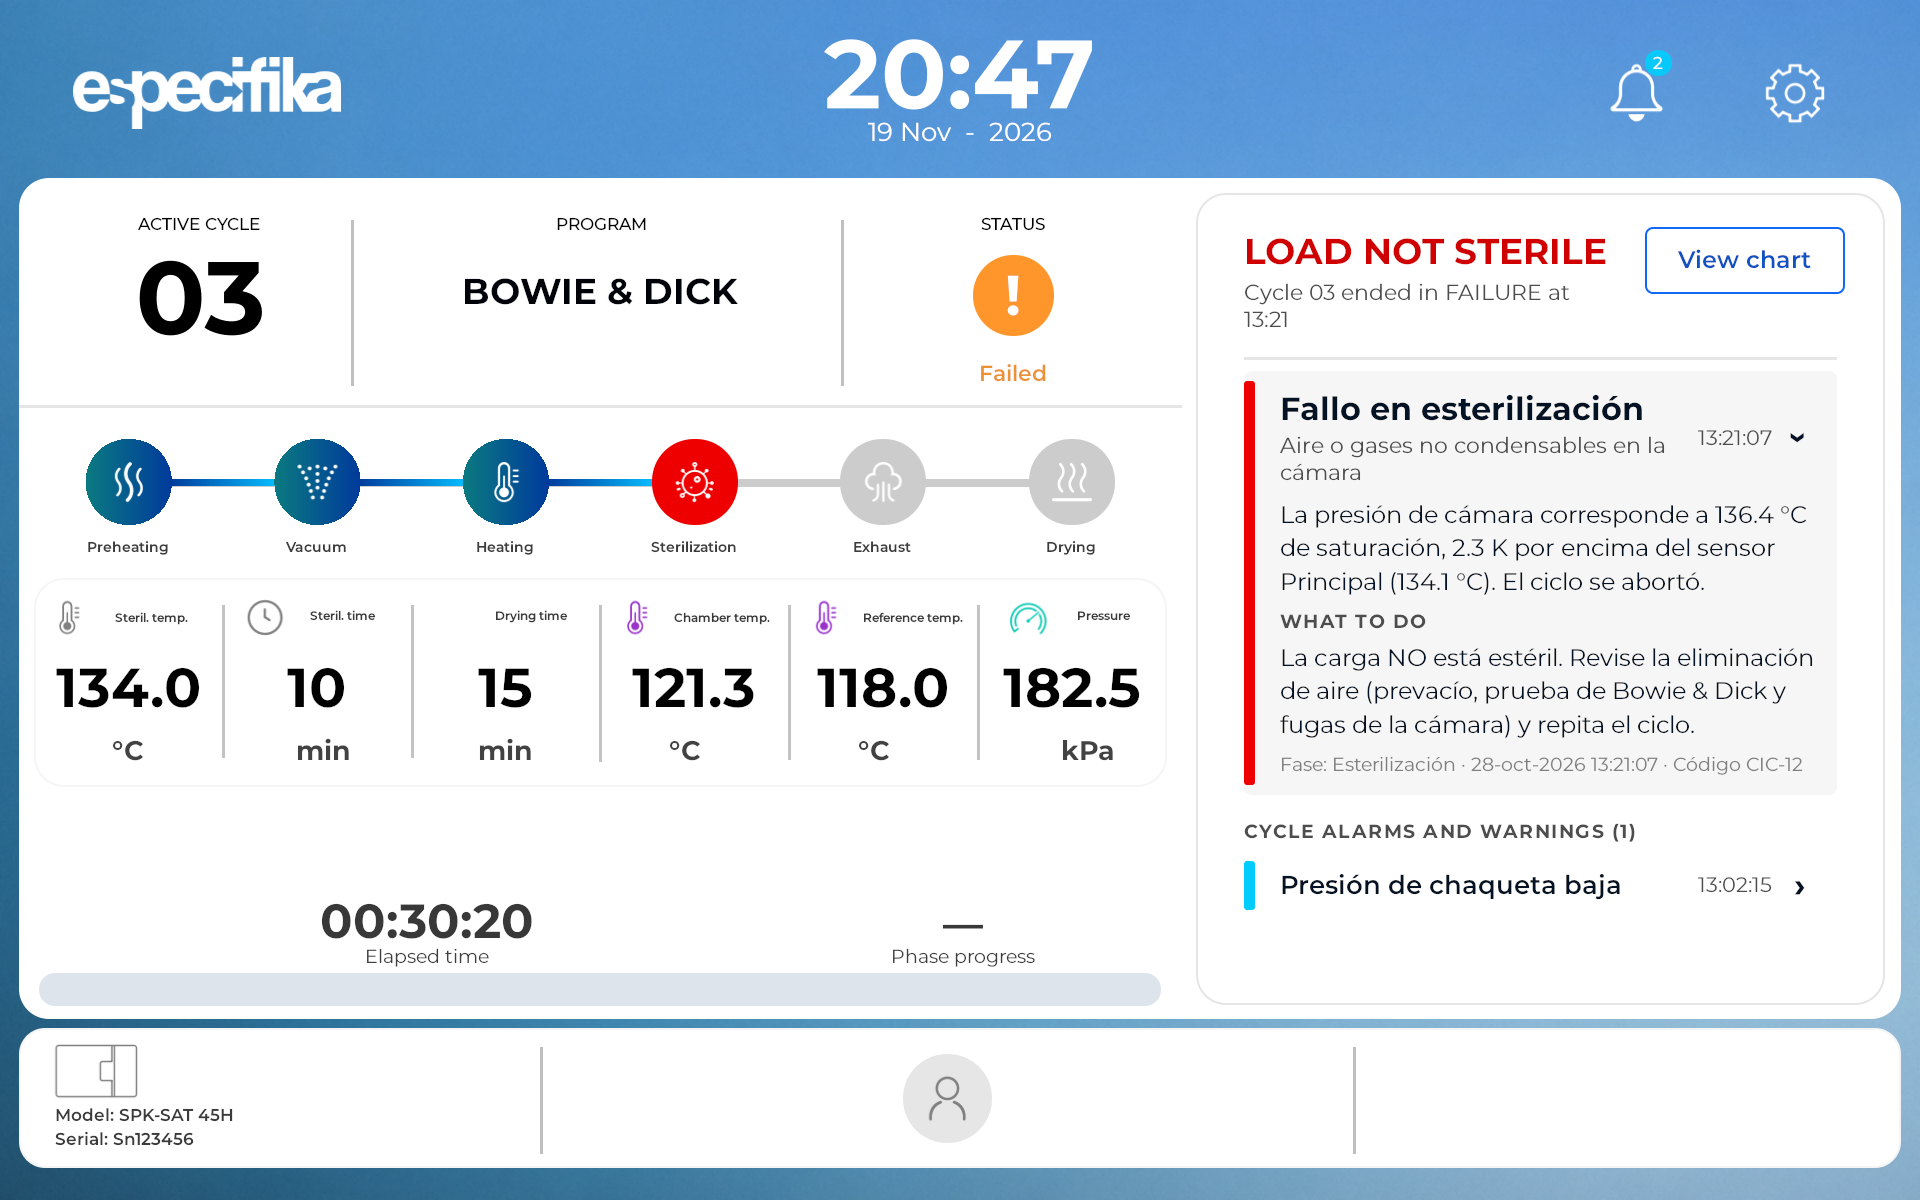 especifika
20:47
19 Nov - 2026
2
ACTIVE CYCLE
03
PROGRAM
BOWIE & DICK
STATUS
!
Failed
Preheating
Vacuum
Heating
Sterilization
Exhaust
Drying
Steril. temp.
134.0
°C
Steril. time
10
min
Drying time
15
min
Chamber temp.
121.3
°C
Reference temp.
118.0
°C
Pressure
182.5
kPa
00:30:20
Elapsed time
—
Phase progress
LOAD NOT STERILE
Cycle 03 ended in FAILURE at
13:21
View chart
Fallo en esterilización
Aire o gases no condensables en la
cámara
13:21:07
La presión de cámara corresponde a 136.4 °C
de saturación, 2.3 K por encima del sensor
Principal (134.1 °C). El ciclo se abortó.
WHAT TO DO
La carga NO está estéril. Revise la eliminación
de aire (prevacío, prueba de Bowie & Dick y
fugas de la cámara) y repita el ciclo.
Fase: Esterilización · 28-oct-2026 13:21:07 · Código CIC-12
CYCLE ALARMS AND WARNINGS (1)
Presión de chaqueta baja
13:02:15
Model: SPK-SAT 45H
Serial: Sn123456